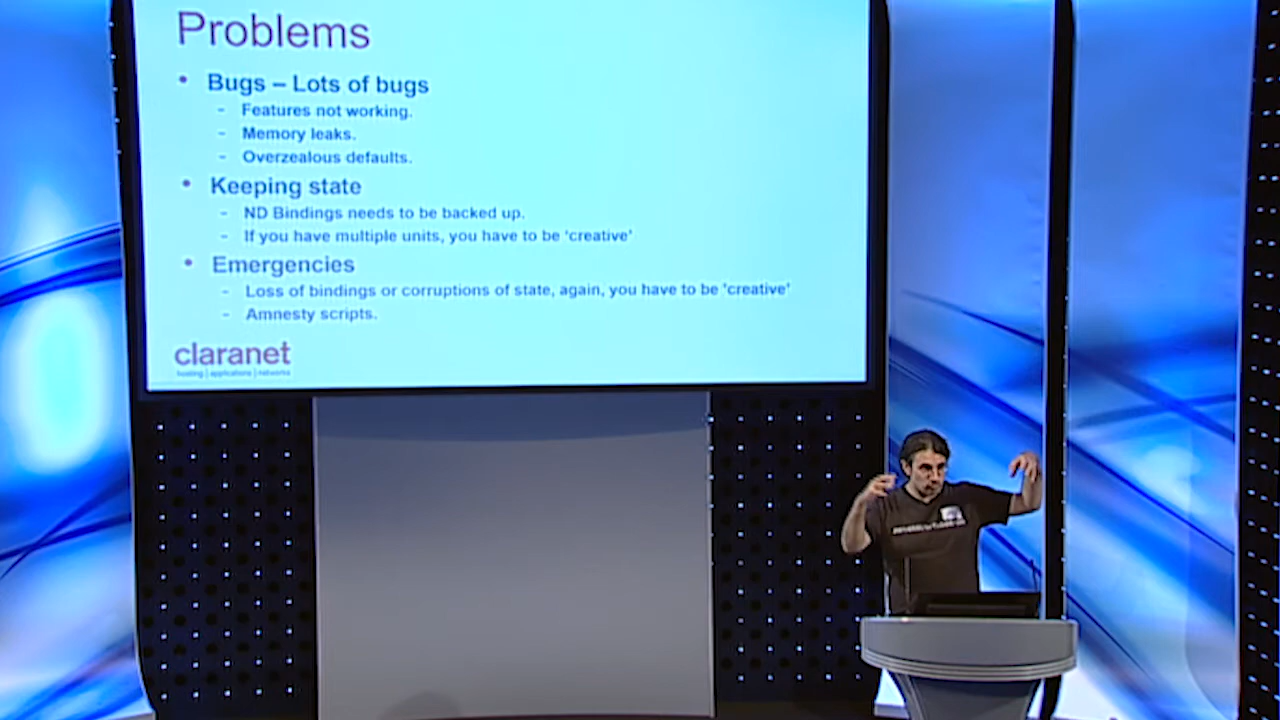 Problems
• Bugs – Lots of bugs
- Features not working.
- Memory leaks.
- Overzealous defaults.
• Keeping state
- ND Bindings needs to be backed up.
- If you have multiple units, you have to be 'creative'
• Emergencies
- Loss of bindings or corruptions of state, again, you have to be 'creative'
- Amnesty scripts.
claranet
hosting | applications | networks